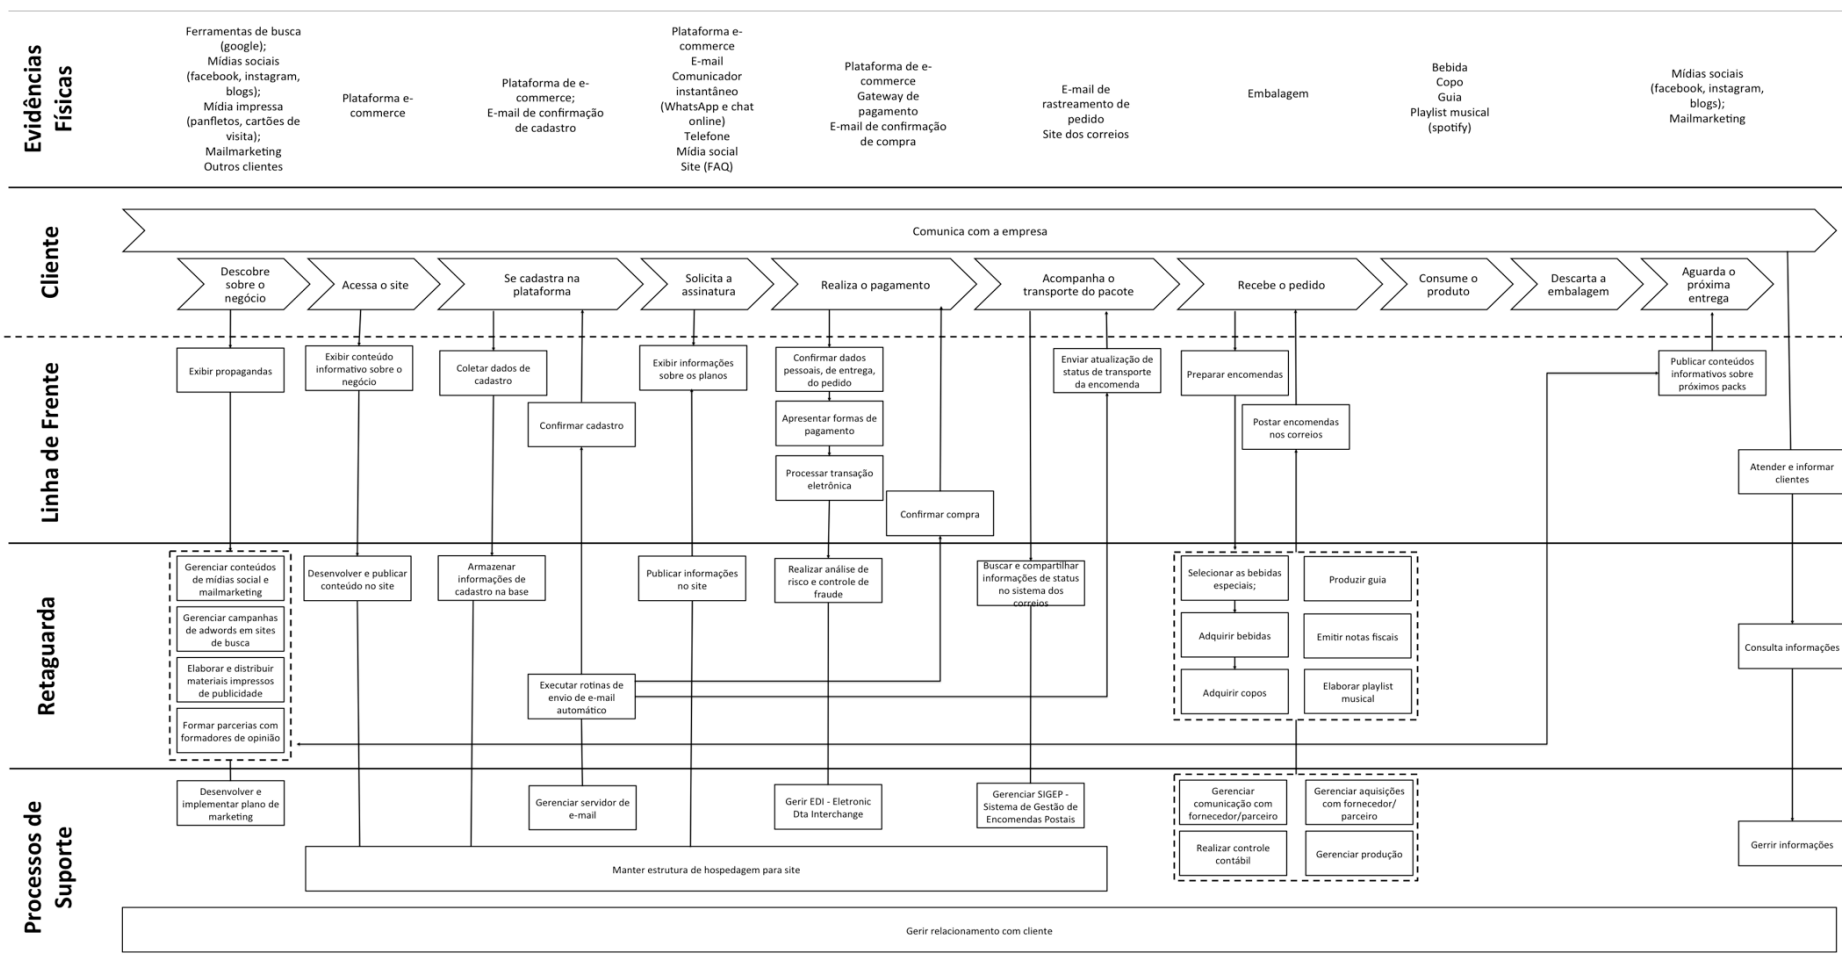 Evidências
Físicas
Ferramentas de busca
(google);
Mídias sociais
(facebook, instagram,
blogs);
Mídia impressa
(panfletos, cartões de
visita);
Mailmarketing
Outros clientes
Plataforma e-
commerce
Plataforma de e-
commerce;
E-mail de confirmação
de cadastro
Plataforma e-
commerce
E-mail
Comunicador
instantâneo
(WhatsApp e chat
online)
Telefone
Mídia social
Site (FAQ)
Plataforma de e-
commerce
Gateway de
pagamento
E-mail de confirmação
de compra
E-mail de
rastreamento de
pedido
Site dos correios
Embalagem
Bebida
Copo
Guia
Playlist musical
(spotify)
Mídias sociais
(facebook, instagram,
blogs);
Mailmarketing
Cliente
Comunica com a empresa
Descobre
sobre o
negócio
Acessa o site
Se cadastra na
plataforma
Solicita a
assinatura
Realiza o pagamento
Acompanha o
transporte do pacote
Recebe o pedido
Consume o
produto
Descarta a
embalagem
Aguarda o
próxima
entrega
Linha de Frente
Exibir propagandas
Exibir conteúdo
informativo sobre o
negócio
Coletar dados de
cadastro
Confirmar cadastro
Exibir informações
sobre os planos
Confirmar dados
pessoais, de entrega,
do pedido
Apresentar formas de
pagamento
Processar transação
eletrônica
Confirmar compra
Enviar atualização de
status de transporte
da encomenda
Preparar encomendas
Postar encomendas
nos correios
Publicar conteúdos
informativos sobre
próximos packs
Atender e informar
clientes
Retaguarda
Gerenciar conteúdos
de mídias social e
mailmarketing
Gerenciar campanhas
de adwords em sites
de busca
Elaborar e distribuir
materiais impressos
de publicidade
Formar parcerias com
formadores de opinião
Desenvolver e publicar
conteúdo no site
Armazenar
informações de
cadastro na base
Executar rotinas de
envio de e-mail
automático
Publicar informações
no site
Realizar análise de
risco e controle de
fraude
Buscar e compartilhar
informações de status
no sistema dos
correios
Selecionar as bebidas
especiais;
Adquirir bebidas
Adquirir copos
Produzir guia
Emitir notas fiscais
Elaborar playlist
musical
Consulta informações
Processos de
Suporte
Desenvolver e
implementar plano de
marketing
Gerenciar servidor de
e-mail
Gerir EDI - Eletronic
Dta Interchange
Gerenciar SIGEP -
Sistema de Gestão de
Encomendas Postais
Gerenciar
comunicação com
fornecedor/parceiro
Gerenciar aquisições
com fornecedor/
parceiro
Realizar controle
contábil
Gerenciar produção
Gerrir informações
Manter estrutura de hospedagem para site
Gerir relacionamento com cliente